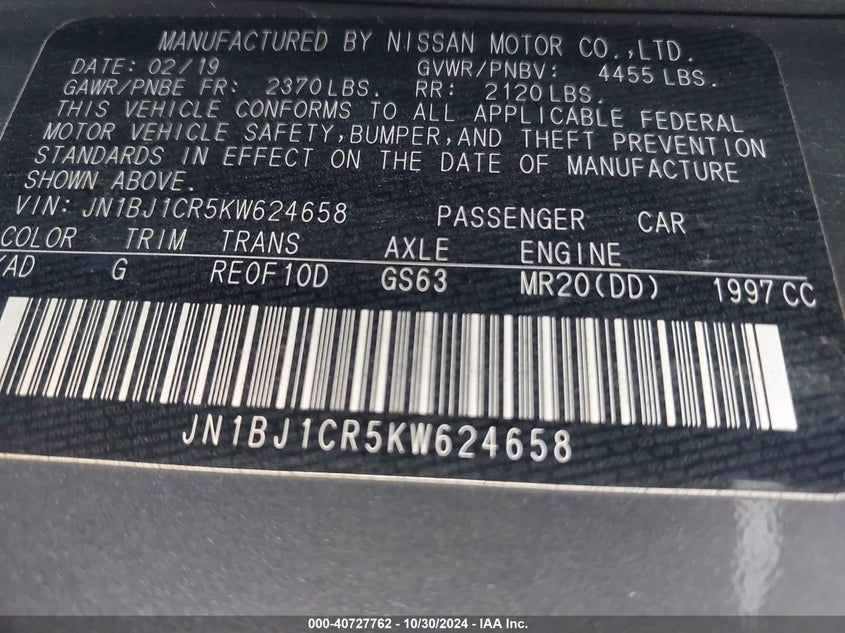 MANUFACTURED BY NISSAN MOTOR CO.,LTD.
DATE: 02/19 GVWR/PNBV: 4455 LBS.
GAWR/PNBE FR: 2370 LBS. RR: 2120 LBS.
THIS VEHICLE CONFORMS TO ALL APPLICABLE FEDERAL
MOTOR VEHICLE SAFETY,BUMPER,AND THEFT PREVENTION
STANDARDS IN EFFECT ON THE DATE OF MANUFACTURE
SHOWN ABOVE.
VIN: JN1BJ1CR5KW624658 PASSENGER CAR
COLOR TRIM TRANS AXLE ENGINE
KAD G RE0F10D GS63 MR20(DD) 1997 CC
JN1BJ1CR5KW624658
000-40727762 - 10/30/2024 - IAA Inc.